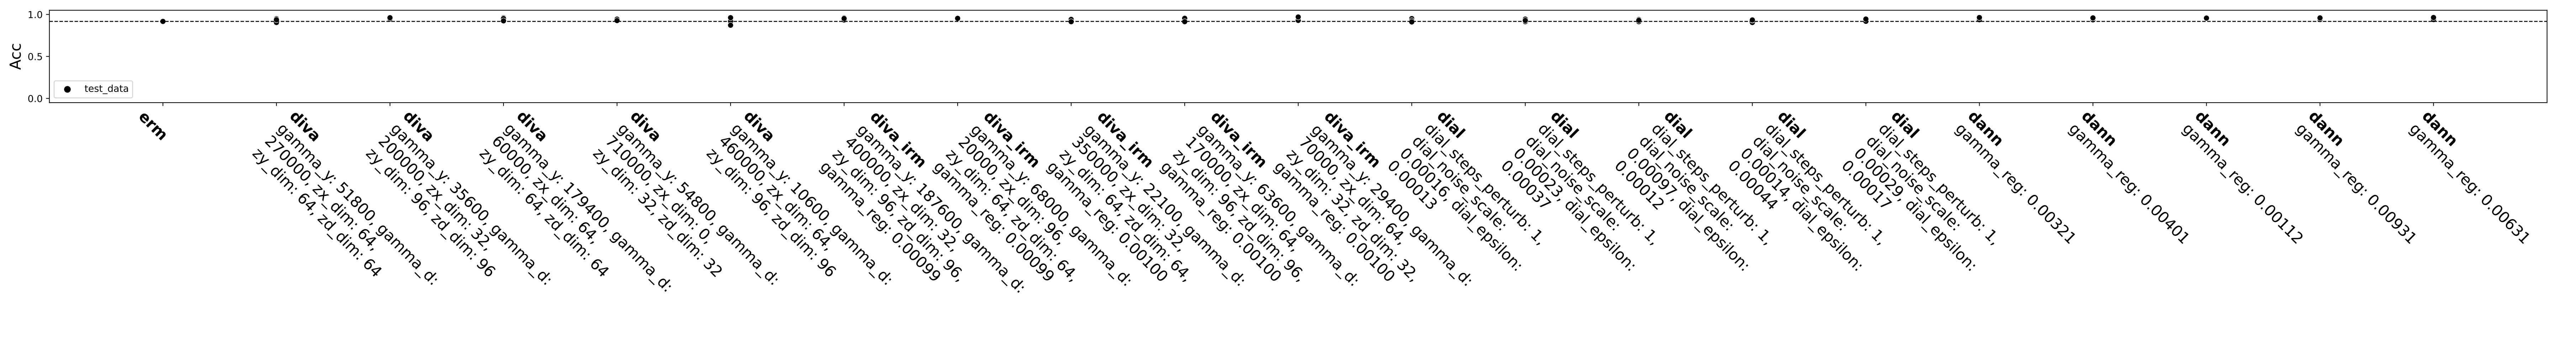 Acc
1.0
0.5
0.0
test_data
erm
diva
gamma_y: 51800, gamma_d:
270000, zx_dim: 64,
zy_dim: 64, zd_dim: 64
diva
gamma_y: 35600, gamma_d:
200000, zx_dim: 32,
zy_dim: 96, zd_dim: 96
diva
gamma_y: 179400, gamma_d:
60000, zx_dim: 64,
zy_dim: 64, zd_dim: 64
diva
gamma_y: 54800, gamma_d:
710000, zx_dim: 0,
zy_dim: 32, zd_dim: 32
diva
gamma_y: 10600, gamma_d:
460000, zx_dim: 64,
zy_dim: 96, zd_dim: 96
diva_irm
gamma_y: 187600, gamma_d:
400000, zx_dim: 32,
zy_dim: 96, zd_dim: 96,
gamma_reg: 0.00099
diva_irm
gamma_y: 68000, gamma_d:
200000, zx_dim: 96,
zy_dim: 64, zd_dim: 64,
gamma_reg: 0.00099
diva_irm
gamma_y: 22100, gamma_d:
350000, zx_dim: 32,
zy_dim: 64, zd_dim: 64,
gamma_reg: 0.00100
diva_irm
gamma_y: 63600, gamma_d:
170000, zx_dim: 64,
zy_dim: 96, zd_dim: 96,
gamma_reg: 0.00100
diva_irm
gamma_y: 29400, gamma_d:
70000, zx_dim: 64,
zy_dim: 32, zd_dim: 32,
gamma_reg: 0.00100
dial
dial_steps_perturb: 1,
dial_noise_scale:
0.00016, dial_epsilon:
0.00013
dial
dial_steps_perturb: 1,
dial_noise_scale:
0.00023, dial_epsilon:
0.00037
dial
dial_steps_perturb: 1,
dial_noise_scale:
0.00097, dial_epsilon:
0.00012
dial
dial_steps_perturb: 1,
dial_noise_scale:
0.00014, dial_epsilon:
0.00044
dial
dial_steps_perturb: 1,
dial_noise_scale:
0.00029, dial_epsilon:
0.00017
dann
gamma_reg: 0.00321
dann
gamma_reg: 0.00401
dann
gamma_reg: 0.00112
dann
gamma_reg: 0.00931
dann
gamma_reg: 0.00631